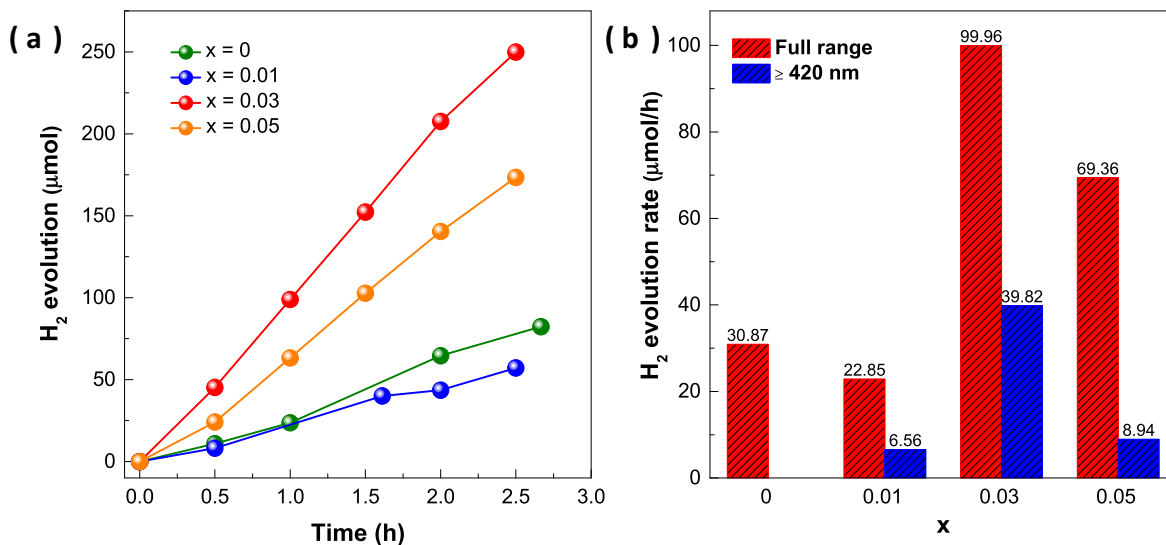 ( a )
H2 evolution (μmol)
250
200
150
100
50
0
x = 0
x = 0.01
x = 0.03
x = 0.05
0.0 0.5 1.0 1.5 2.0 2.5 3.0
Time (h)
( b )
H2 evolution rate (μmol/h)
100
80
60
40
20
0
Full range
≥ 420 nm
30.87
22.85
6.56
99.96
39.82
69.36
8.94
0 0.01 0.03 0.05
x